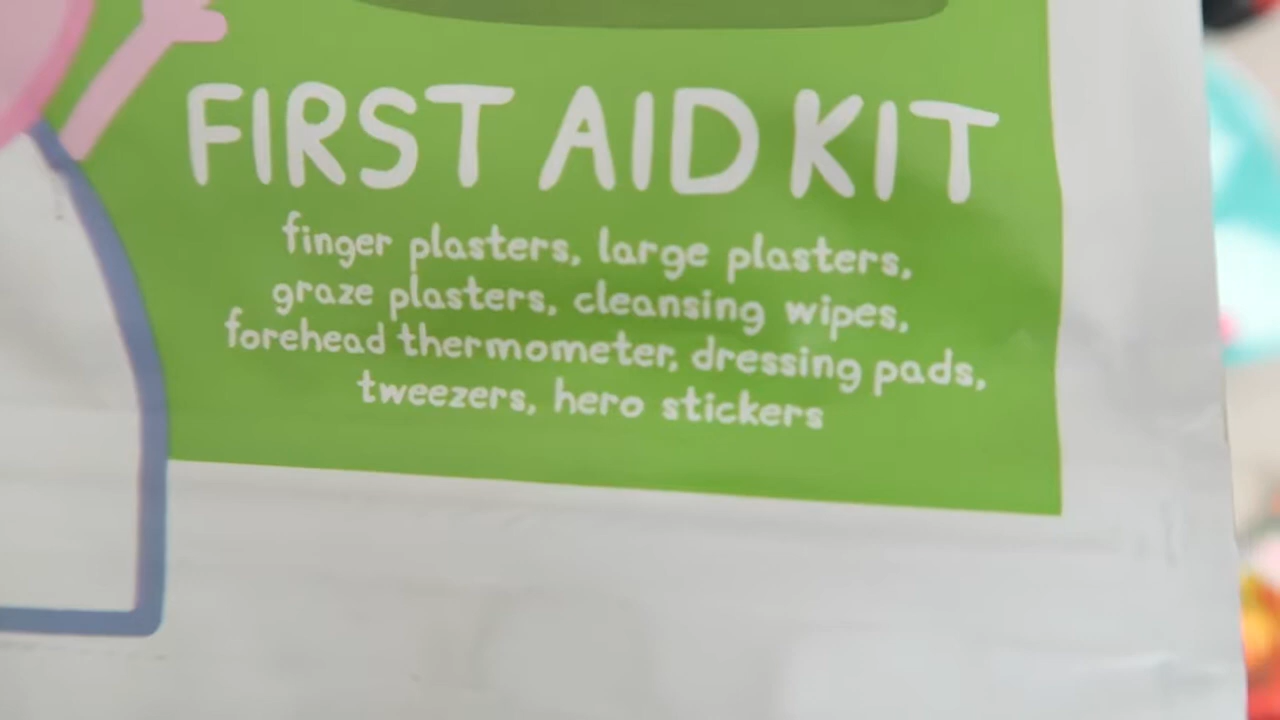 FIRST AID KIT
finger plasters, large plasters,
graze plasters, cleansing wipes,
forehead thermometer, dressing pads,
tweezers, hero stickers